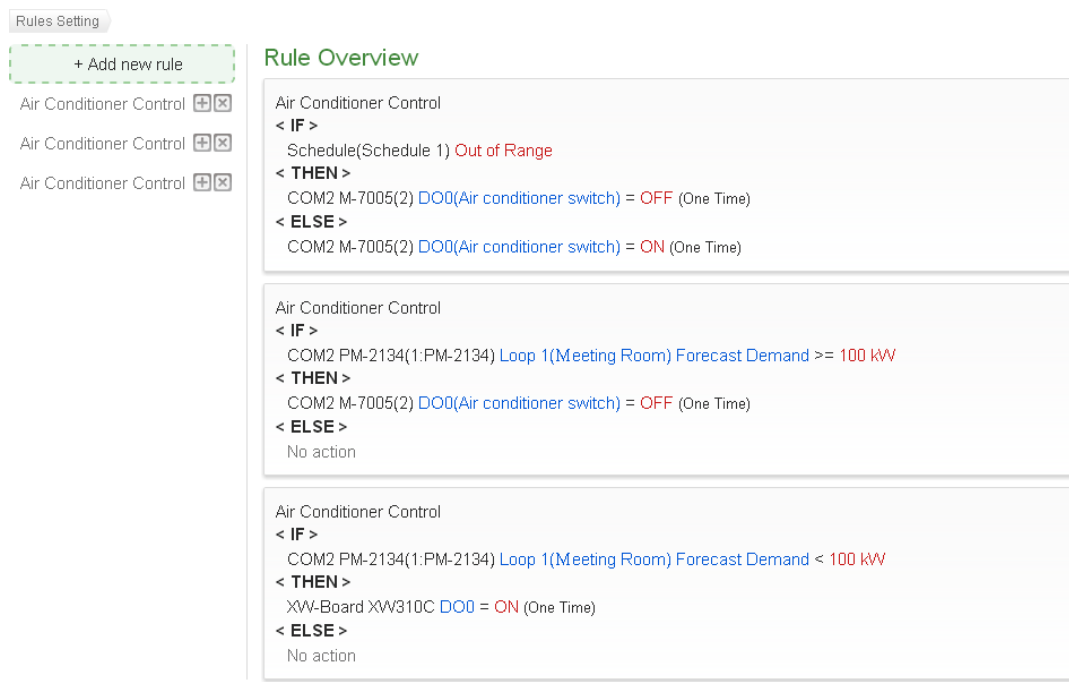 Rules Setting
+ Add new rule
Air Conditioner Control
Air Conditioner Control
Air Conditioner Control
Rule Overview
Air Conditioner Control
< IF >
Schedule(Schedule 1) Out of Range
< THEN >
COM2 M-7005(2) DO0(Air conditioner switch) = OFF (One Time)
< ELSE >
COM2 M-7005(2) DO0(Air conditioner switch) = ON (One Time)
Air Conditioner Control
< IF >
COM2 PM-2134(1:PM-2134) Loop 1(Meeting Room) Forecast Demand >= 100 kW
< THEN >
COM2 M-7005(2) DO0(Air conditioner switch) = OFF (One Time)
< ELSE >
No action
Air Conditioner Control
< IF >
COM2 PM-2134(1:PM-2134) Loop 1(Meeting Room) Forecast Demand < 100 kW
< THEN >
XW-Board XW310C DO0 = ON (One Time)
< ELSE >
No action